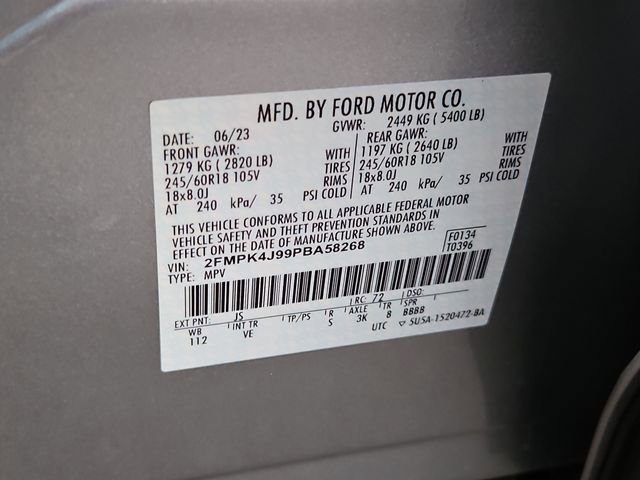 MFD. BY FORD MOTOR CO.
DATE: 06/23 GVWR: 2449 KG ( 5400 LB)
FRONT GAWR: WITH REAR GAWR: WITH
1279 KG ( 2820 LB) TIRES 1197 KG ( 2640 LB) TIRES
245/60R18 105V RIMS 245/60R18 105V RIMS
18x8.0J 18x8.0J
AT 240 kPa/ 35 PSI COLD AT 240 kPa/ 35 PSI COLD
THIS VEHICLE CONFORMS TO ALL APPLICABLE FEDERAL MOTOR
VEHICLE SAFETY AND THEFT PREVENTION STANDARDS IN
EFFECT ON THE DATE OF MANUFACTURE SHOWN ABOVE.
VIN: 2FMPK4J99PBA58268 F0134
TYPE: MPV T0396
EXT PNT: JS RC: 72 DSO:
WB INT TR TP/PS R AXLE TR SPR
112 VE S 3K 8 BBBB
UTC ▽ 5U5A-1520472-BA